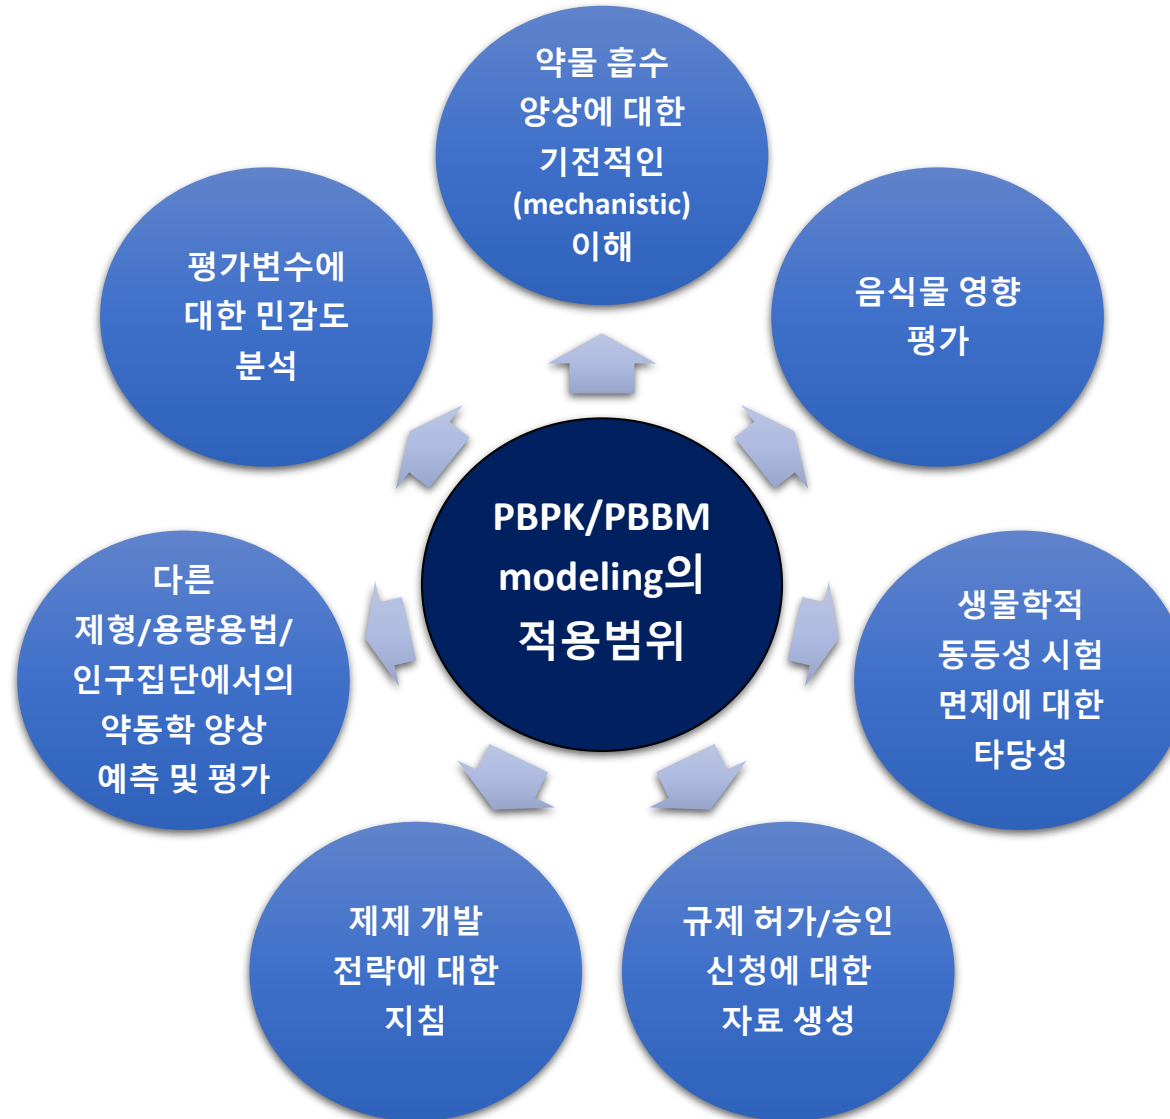 약물 흡수
양상에 대한
기전적인
(mechanistic)
이해
음식물 영향
평가
생물학적
동등성 시험
면제에 대한
타당성
규제 허가/승인
신청에 대한
자료 생성
제제 개발
전략에 대한
지침
다른
제형/용량용법/
인구집단에서의
약동학 양상
예측 및 평가
평가변수에
대한 민감도
분석
PBPK/PBBM
modeling의
적용범위